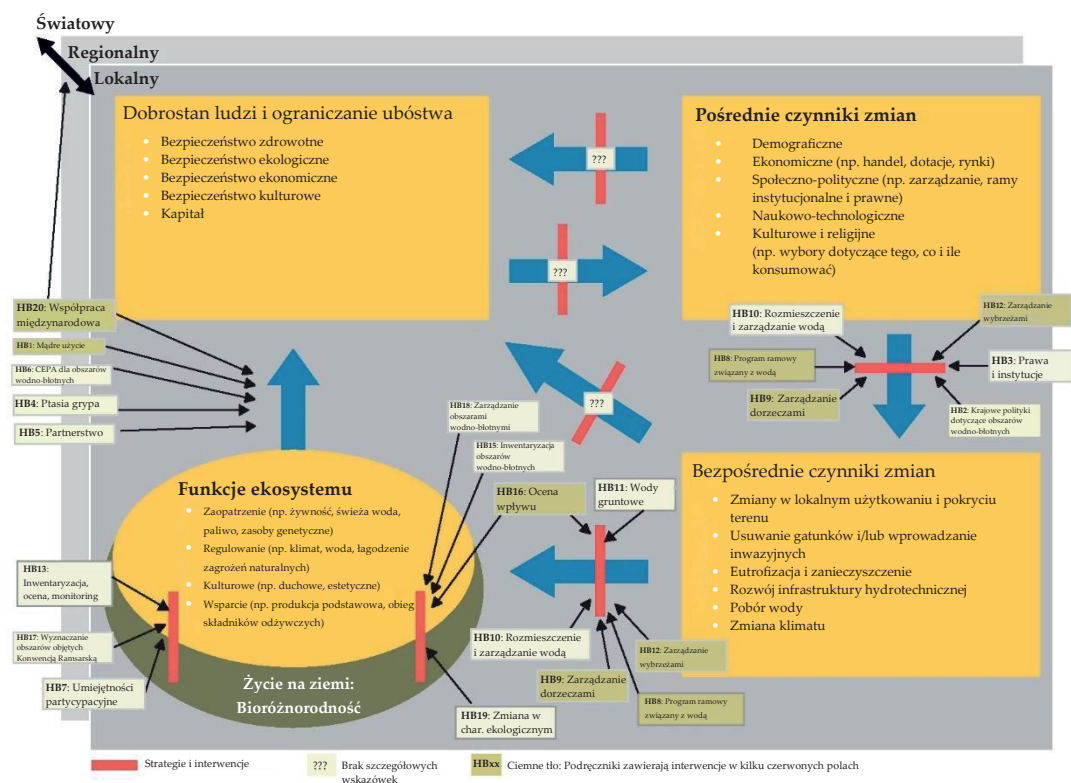 Światowy
Regionalny
Lokalny
Dobrostan ludzi i ograniczanie ubóstwa
• Bezpieczeństwo zdrowotne
• Bezpieczeństwo ekologiczne
• Bezpieczeństwo ekonomiczne
• Bezpieczeństwo kulturowe
• Kapitał
???
???
Pośrednie czynniki zmian
• Demograficzne
• Ekonomiczne (np. handel, dotacje, rynki)
• Społeczno-polityczne (np. zarządzanie, ramy
instytucjonalne i prawne)
• Naukowo-technologiczne
• Kulturowe i religijne
(np. wybory dotyczące tego, co i ile
konsumować)
HB20: Współpraca
międzynarodowa
HB1: Mądre użycie
HB6: CEPA dla obszarów
wodno-błotnych
HB4: Ptasia grypa
HB5: Partnerstwo
HB10: Rozmieszczenie
i zarządzanie wodą
HB12: Zarządzanie
wybrzeżami
HB8: Program ramowy
związany z wodą
HB3: Prawa
i instytucje
HB9: Zarządzanie
dorzeczami
HB2: Krajowe polityki
dotyczące obszarów
wodno-błotnych
???
HB18: Zarządzanie
obszarami
wodno-błotnymi
HB15: Inwentaryzacja
obszarów
wodno-błotnych
HB16: Ocena
wpływu
HB11: Wody
gruntowe
Funkcje ekosystemu
• Zaopatrzenie (np. żywność, świeża woda,
paliwo, zasoby genetyczne)
• Regulowanie (np. klimat, woda, łagodzenie
zagrożeń naturalnych)
• Kulturowe (np. duchowe, estetyczne)
• Wsparcie (np. produkcja podstawowa, obieg
składników odżywczych)
Życie na ziemi:
Bioróżnorodność
HB13:
Inwentaryzacja,
ocena, monitoring
HB17: Wyznaczanie
obszarów objętych
Konwencją Ramsarską
HB7: Umiejętności
partycypacyjne
HB10: Rozmieszczenie
i zarządzanie wodą
HB12: Zarządzanie
wybrzeżami
HB9: Zarządzanie
dorzeczami
HB8: Program ramowy
związany z wodą
HB19: Zmiana w
char. ekologicznym
Bezpośrednie czynniki zmian
• Zmiany w lokalnym użytkowaniu i pokryciu
terenu
• Usuwanie gatunków i/lub wprowadzanie
inwazyjnych
• Eutrofizacja i zanieczyszczenie
• Rozwój infrastruktury hydrotechnicznej
• Pobór wody
• Zmiana klimatu
Strategie i interwencje
??? Brak szczegółowych
wskazówek
HBxx Ciemne tło: Podręczniki zawierają interwencje w kilku czerwonych polach